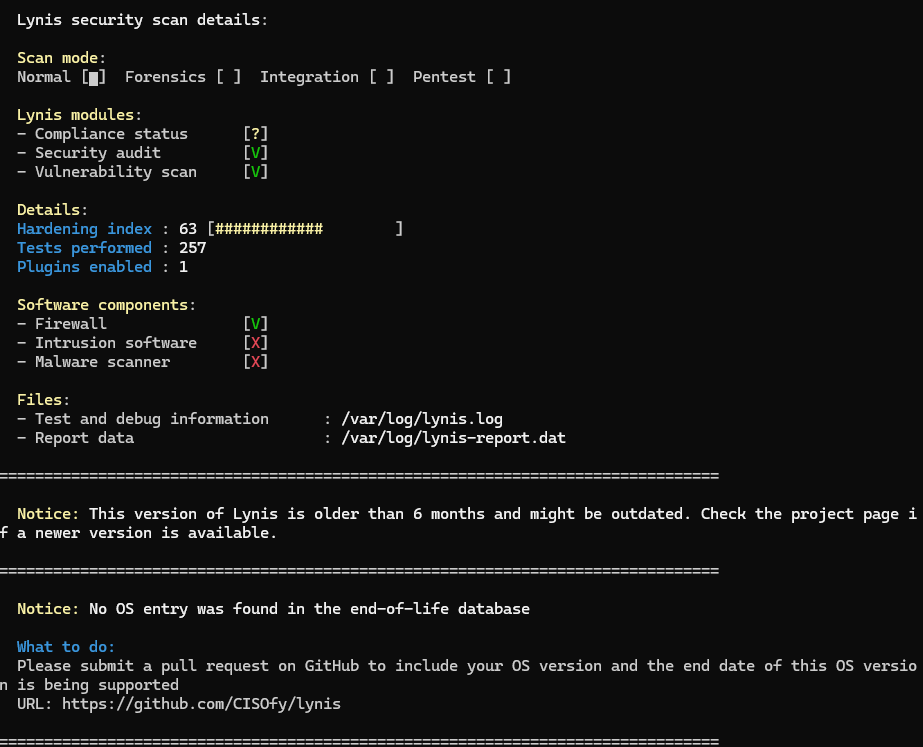 Lynis security scan details:
Scan mode:
Normal [■]  Forensics [ ]  Integration [ ]  Pentest [ ]
Lynis modules:
- Compliance status      [?]
- Security audit         [V]
- Vulnerability scan     [V]
Details:
Hardening index : 63 [############        ]
Tests performed : 257
Plugins enabled : 1
Software components:
- Firewall               [V]
- Intrusion software     [X]
- Malware scanner        [X]
Files:
- Test and debug information      : /var/log/lynis.log
- Report data                     : /var/log/lynis-report.dat
================================================================================
Notice: This version of Lynis is older than 6 months and might be outdated. Check the project page i
f a newer version is available.
================================================================================
Notice: No OS entry was found in the end-of-life database
What to do:
Please submit a pull request on GitHub to include your OS version and the end date of this OS versio
n is being supported
URL: https://github.com/CISOfy/lynis
================================================================================